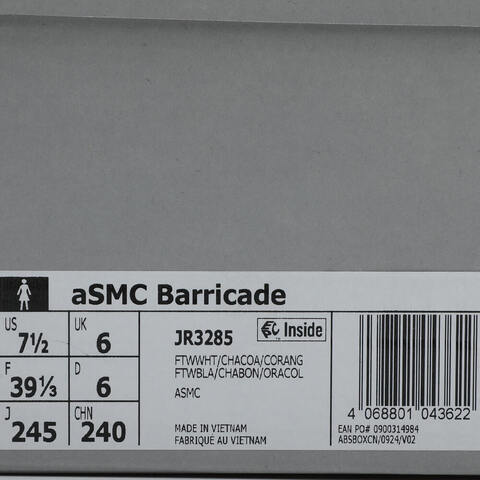 aSMC Barricade
US 7½ UK 6
F 39⅓ D 6
J 245 CHN 240
JR3285
Inside
FTWWHT/CHACOA/CORANG
FTWBLA/CHABON/ORACOL
ASMC
MADE IN VIETNAM
FABRIQUÉ AU VIETNAM
4 068801 043622
EAN PO# 0900314984
ABSBOXCN/0924/V02